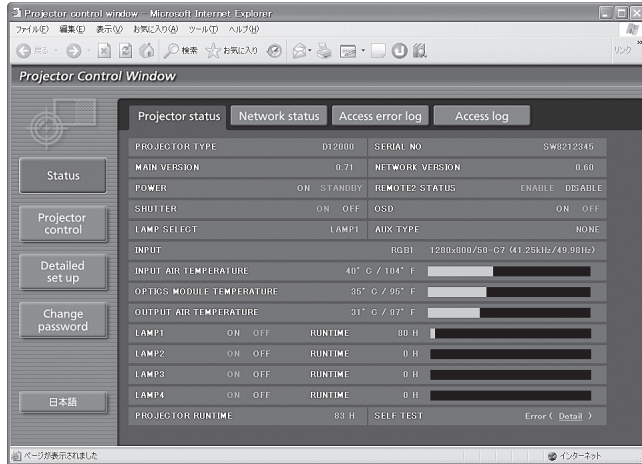 Projector control window - Microsoft Internet Explorer
ファイル(F) 編集(E) 表示(V) お気に入り(A) ツール(T) ヘルプ(H)
戻る 検索 お気に入り リンク »
Projector Control Window
Projector status Network status Access error log Access log
Status
Projector control
Detailed set up
Change password
日本語
PROJECTOR TYPE D12000 SERIAL NO SW8212345
MAIN VERSION 0.71 NETWORK VERSION 0.60
POWER ON STANDBY REMOTE2 STATUS ENABLE DISABLE
SHUTTER ON OFF OSD ON OFF
LAMP SELECT LAMP1 AUX TYPE NONE
INPUT RGB1 1280x800/50-C7 (41.25kHz/49.98Hz)
INPUT AIR TEMPERATURE 40° C / 104° F
OPTICS MODULE TEMPERATURE 35° C / 95° F
OUTPUT AIR TEMPERATURE 31° C / 87° F
LAMP1 ON OFF RUNTIME 80 H
LAMP2 ON OFF RUNTIME 0 H
LAMP3 ON OFF RUNTIME 0 H
LAMP4 ON OFF RUNTIME 0 H
PROJECTOR RUNTIME 83 H SELF TEST Error ( Detail )
ページが表示されました インターネット